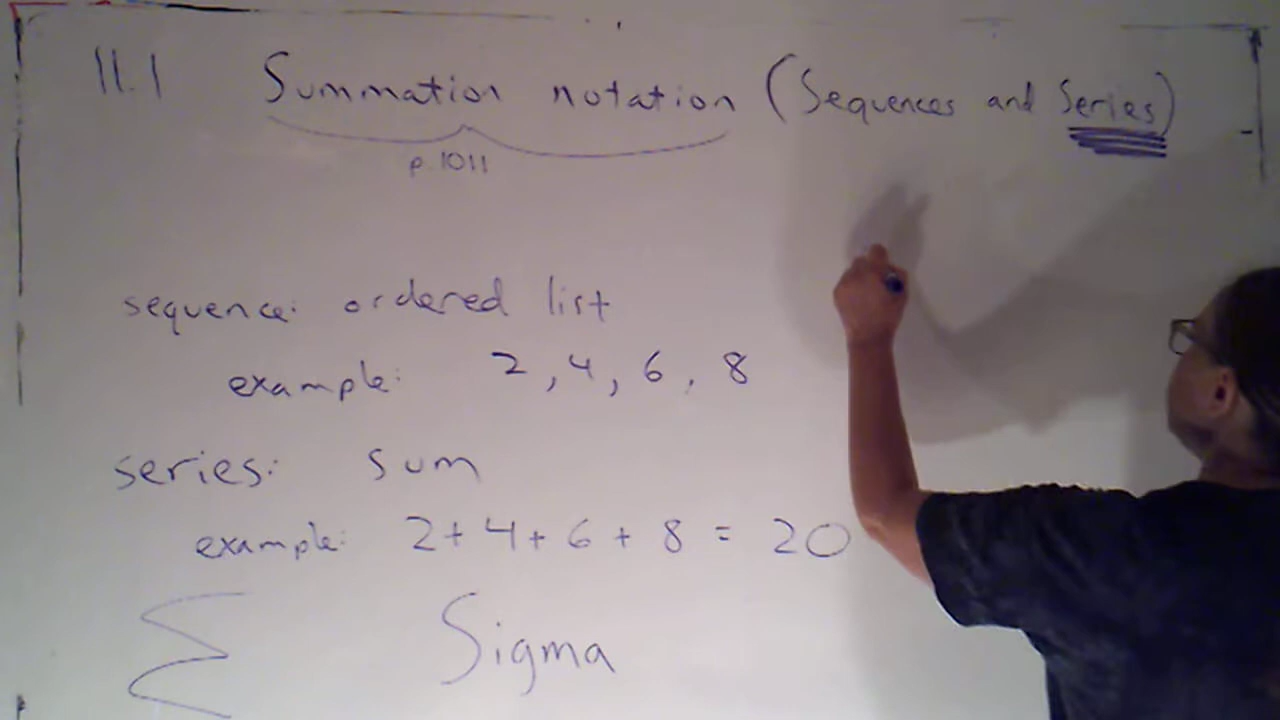 11.1 Summation notation (Sequences and Series)
p. 1011
sequence: ordered list
example: 2, 4, 6, 8
series: sum
example: 2+4+6+8 = 20
Σ Sigma